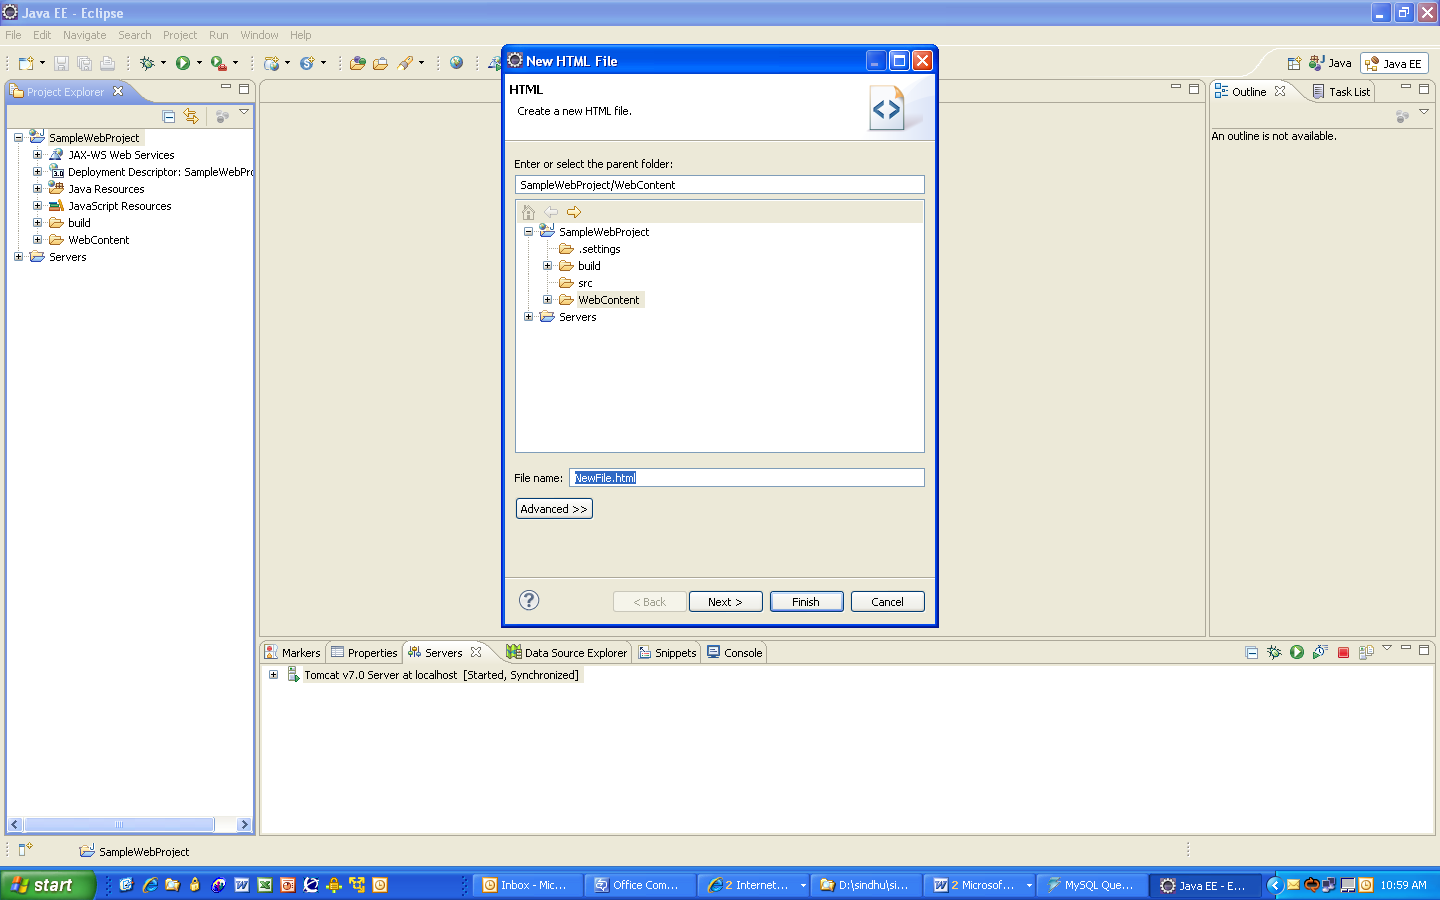 Java EE - Eclipse
File Edit Navigate Search Project Run Window Help
Java
Java EE
Project Explorer
SampleWebProject
JAX-WS Web Services
3.0 Deployment Descriptor: SampleWebPro
Java Resources
JavaScript Resources
build
WebContent
Servers
New HTML File
HTML
Create a new HTML file.
Enter or select the parent folder:
SampleWebProject/WebContent
SampleWebProject
.settings
build
src
WebContent
Servers
File name: NewFile.html
Advanced >>
< Back Next > Finish Cancel
Outline Task List
An outline is not available.
Markers Properties Servers Data Source Explorer Snippets Console
Tomcat v7.0 Server at localhost [Started, Synchronized]
SampleWebProject
start Inbox - Mic... Office Com... 2 Internet... D:\sindhu\si... 2 Microsof... MySQL Que... Java EE - E... 10:59 AM